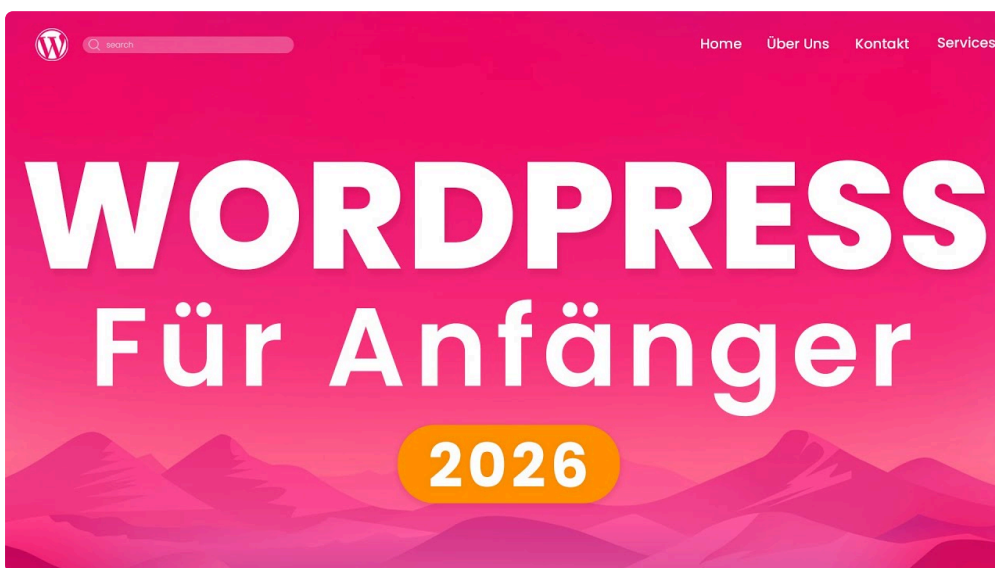 search
Home Über Uns Kontakt Services
WORDPRESS
Für Anfänger
2026